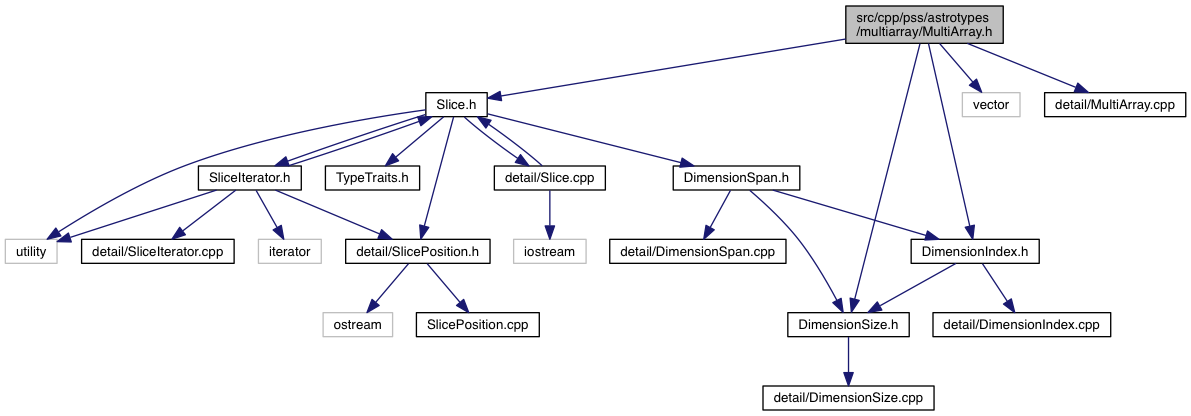 src/cpp/pss/astrotypes
/multiarray/MultiArray.h
Slice.h
vector
detail/MultiArray.cpp
SliceIterator.h
TypeTraits.h
detail/Slice.cpp
DimensionSpan.h
utility
detail/SliceIterator.cpp
iterator
detail/SlicePosition.h
iostream
detail/DimensionSpan.cpp
DimensionIndex.h
ostream
SlicePosition.cpp
DimensionSize.h
detail/DimensionIndex.cpp
detail/DimensionSize.cpp